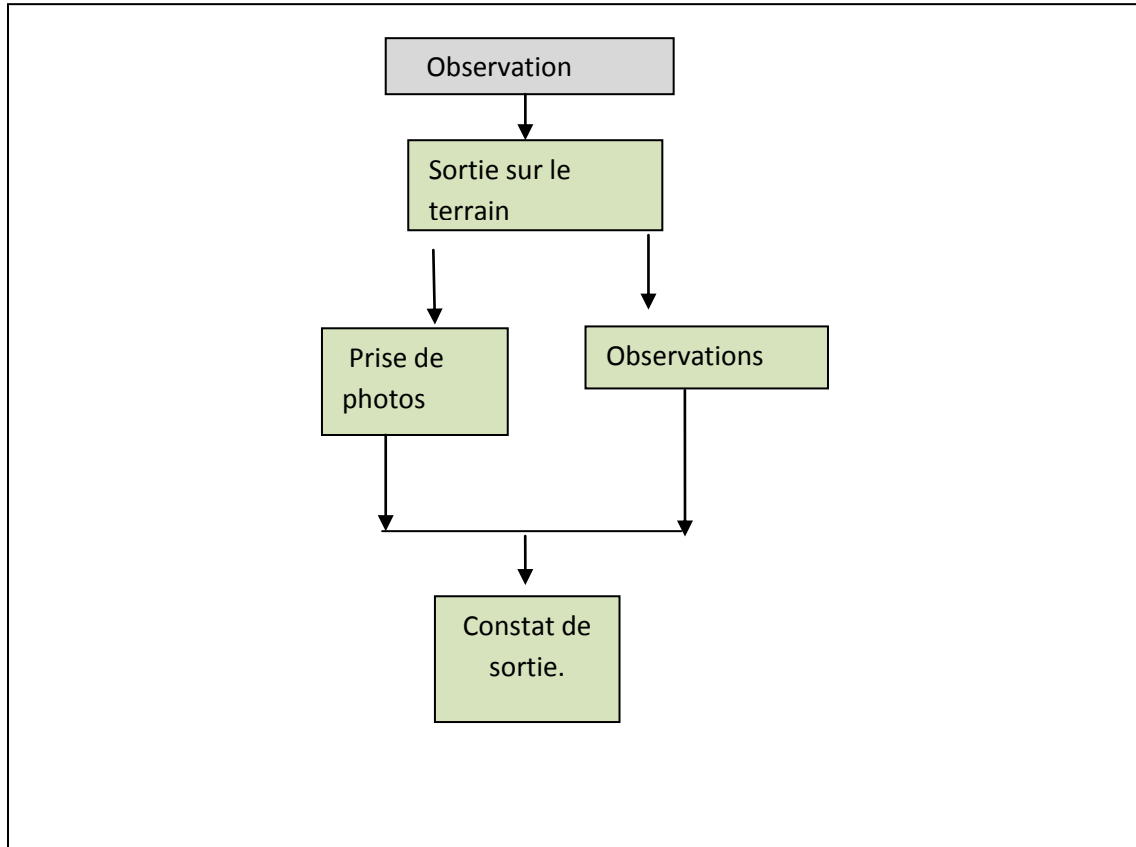 Observation
Sortie sur le
terrain
Prise de
photos
Observations
Constat de
sortie.